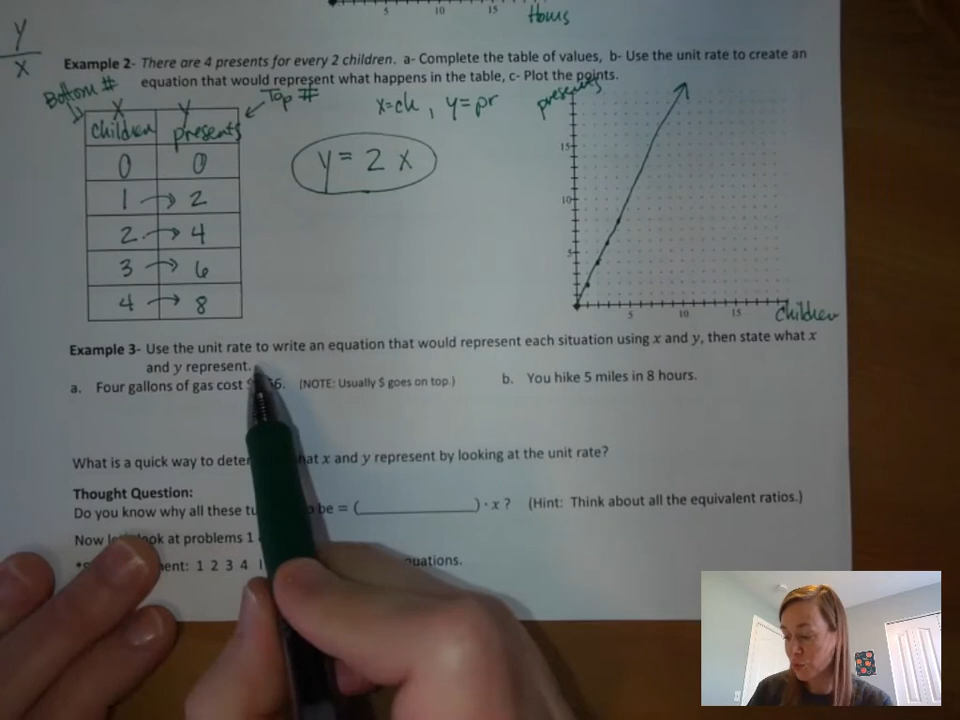 5 10 15 Hours
y
x
Example 2- There are 4 presents for every 2 children. a- Complete the table of values, b- Use the unit rate to create an
equation that would represent what happens in the table, c- Plot the points.
Bottom # Top # x=ch, y=pr presents
x y
children presents
0 0
1 → 2
2 → 4
3 → 6
4 → 8
y = 2x
15
10
5
5 10 15 children
Example 3- Use the unit rate to write an equation that would represent each situation using x and y, then state what x
and y represent.
a. Four gallons of gas cost (NOTE: Usually $ goes on top.) b. You hike 5 miles in 8 hours.
What is a quick way to x and y represent by looking at the unit rate?
Thought Question:
Do you know why all these be = (____________) · x ? (Hint: Think about all the equivalent ratios.)
Now look at problems 1
1 2 3 4